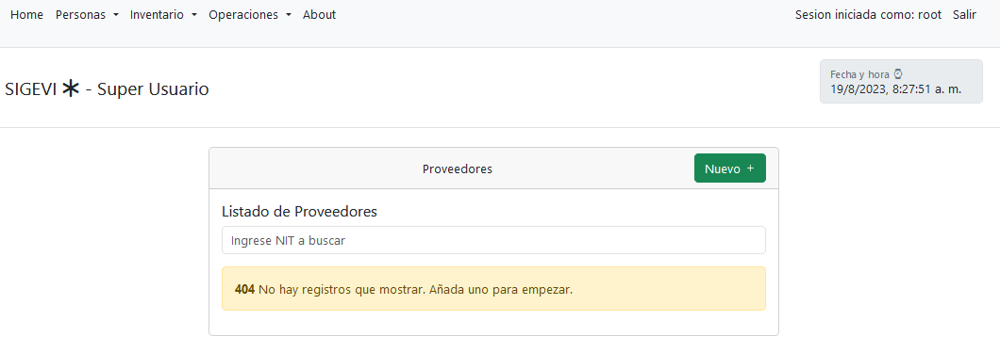 Home Personas Inventario Operaciones About Sesion iniciada como: root Salir
SIGEVI * - Super Usuario
Fecha y hora ⌚
19/8/2023, 8:27:51 a. m.
Proveedores
Nuevo +
Listado de Proveedores
Ingrese NIT a buscar
404 No hay registros que mostrar. Añada uno para empezar.